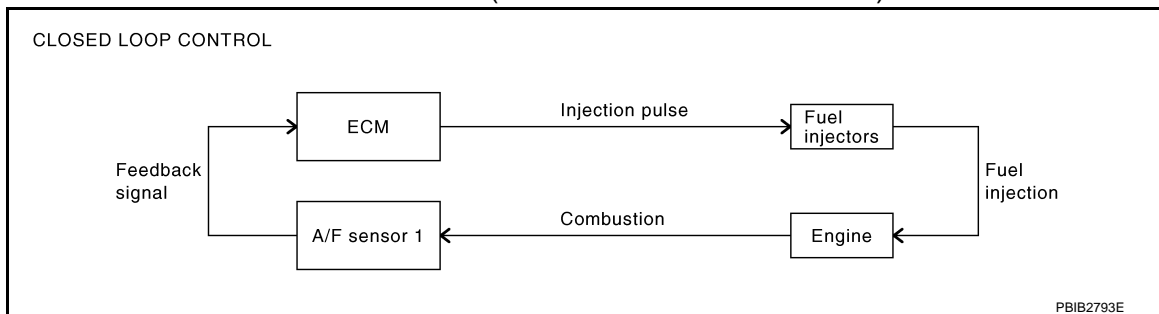 CLOSED LOOP CONTROL
ECM
Injection pulse
Fuel
injectors
Feedback
signal
Fuel
injection
A/F sensor 1
Combustion
Engine
PBIB2793E